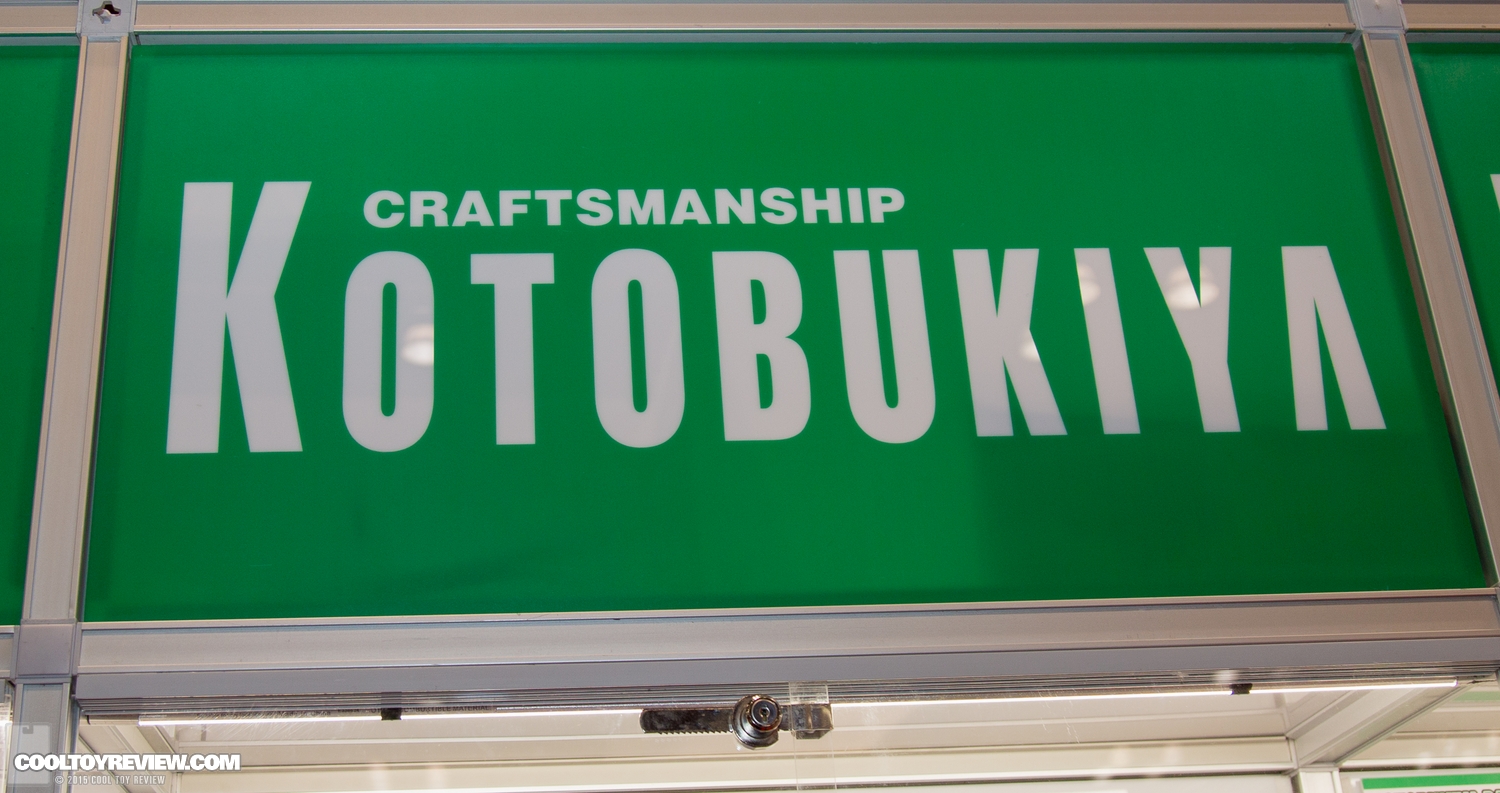 CRAFTSMANSHIP
KOTOBUKIYA
COOLTOYREVIEW.COM
© 2015 COOL TOY REVIEW